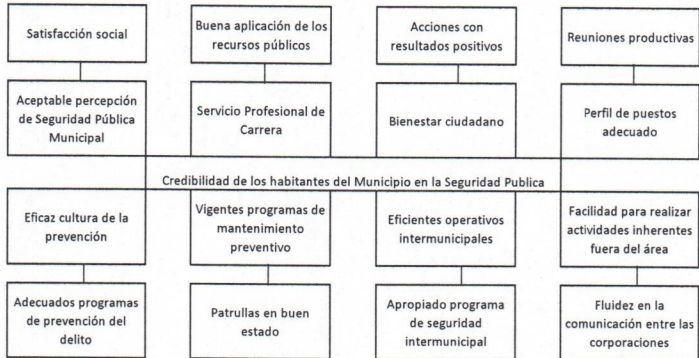 Satisfacción social
Buena aplicación de los
recursos públicos
Acciones con
resultados positivos
Reuniones productivas
Aceptable percepción
de Seguridad Pública
Municipal
Servicio Profesional de
Carrera
Bienestar ciudadano
Perfil de puestos
adecuado
Credibilidad de los habitantes del Municipio en la Seguridad Publica
Eficaz cultura de la
prevención
Vigentes programas de
mantenimiento
preventivo
Eficientes operativos
intermunicipales
Facilidad para realizar
actividades inherentes
fuera del área
Adecuados programas
de prevención del
delito
Patrullas en buen
estado
Apropiado programa
de seguridad
intermunicipal
Fluidez en la
comunicación entre las
corporaciones